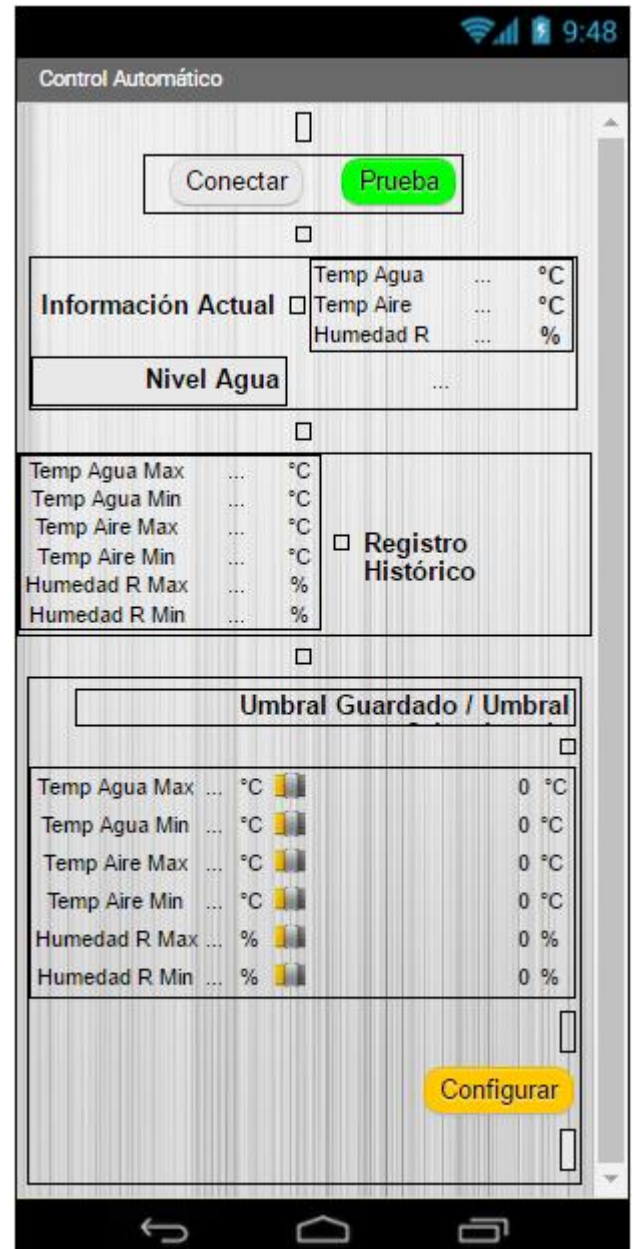 9:48
Control Automático
Conectar Prueba
Información Actual
Temp Agua ... °C
Temp Aire ... °C
Humedad R ... %
Nivel Agua ...
Temp Agua Max ... °C
Temp Agua Min ... °C
Temp Aire Max ... °C
Temp Aire Min ... °C
Humedad R Max ... %
Humedad R Min ... %
Registro
Histórico
Umbral Guardado / Umbral
Temp Agua Max ... °C 0 °C
Temp Agua Min ... °C 0 °C
Temp Aire Max ... °C 0 °C
Temp Aire Min ... °C 0 °C
Humedad R Max ... % 0 %
Humedad R Min ... % 0 %
Configurar